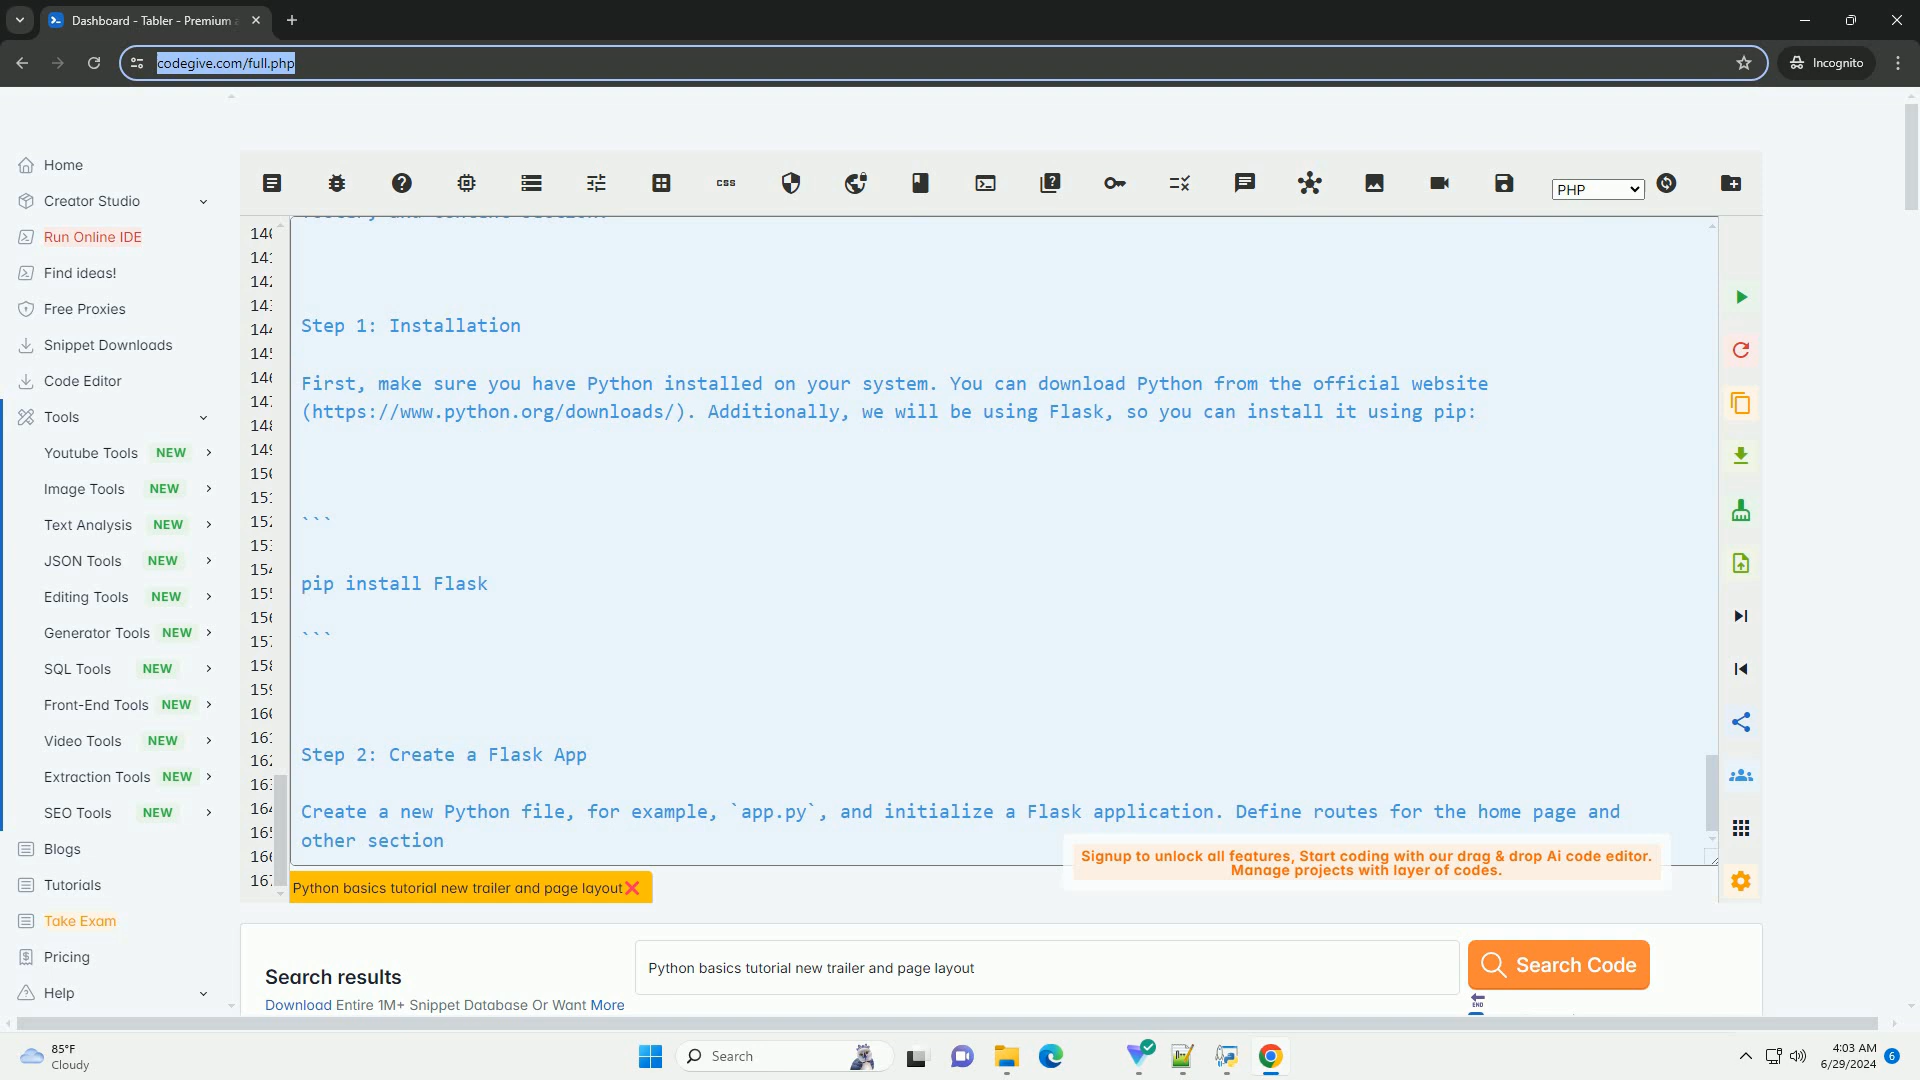 Dashboard - Tabler - Premium
codegive.com/full.php
Incognito
Home
Creator Studio
Run Online IDE
Find ideas!
Free Proxies
Snippet Downloads
Code Editor
Tools
Youtube Tools NEW
Image Tools NEW
Text Analysis NEW
JSON Tools NEW
Editing Tools NEW
Generator Tools NEW
SQL Tools NEW
Front-End Tools NEW
Video Tools NEW
Extraction Tools NEW
SEO Tools NEW
Blogs
Tutorials
Take Exam
Pricing
Help
css
PHP
Step 1: Installation
First, make sure you have Python installed on your system. You can download Python from the official website
(https://www.python.org/downloads/). Additionally, we will be using Flask, so you can install it using pip:
```
pip install Flask
```
Step 2: Create a Flask App
Create a new Python file, for example, `app.py`, and initialize a Flask application. Define routes for the home page and
other section
Signup to unlock all features, Start coding with our drag & drop Ai code editor.
Manage projects with layer of codes.
Python basics tutorial new trailer and page layout
Search results
Download Entire 1M+ Snippet Database Or Want More
Python basics tutorial new trailer and page layout
Search Code
END
85°F
Cloudy
Search
4:03 AM
6/29/2024
6